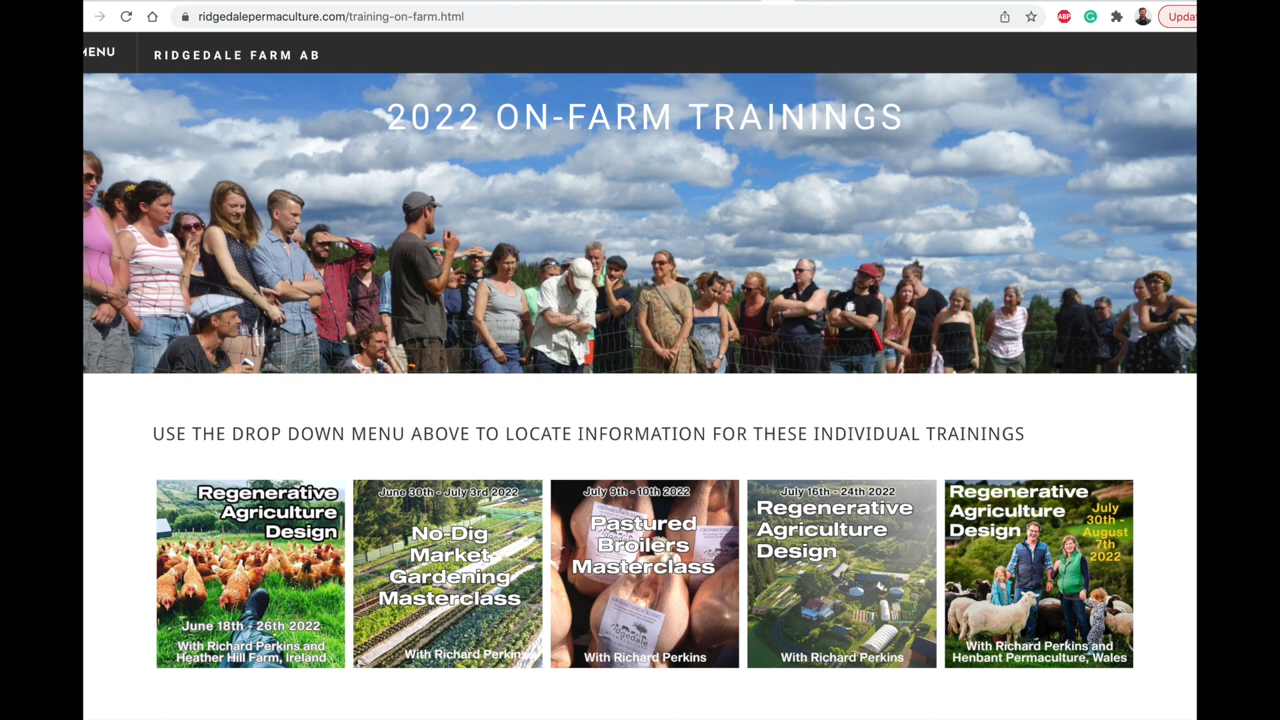 ridgedalepermaculture.com/training-on-farm.html
ABP
G
Upda
MENU
RIDGEDALE FARM AB
2022 ON-FARM TRAININGS
USE THE DROP DOWN MENU ABOVE TO LOCATE INFORMATION FOR THESE INDIVIDUAL TRAININGS
Regenerative
Agriculture
Design
June 18th - 26th 2022
With Richard Perkins and
Heather Hill Farm, Ireland
June 30th - July 3rd 2022
No-Dig
Market
Gardening
Masterclass
With Richard Perkins
July 9th - 10th 2022
Pastured
Broilers
Masterclass
ridgedale
With Richard Perkins
July 16th - 24th 2022
Regenerative
Agriculture
Design
With Richard Perkins
Regenerative
Agriculture
Design
July
30th -
August
7th
2022
With Richard Perkins and
Henbant Permaculture, Wales